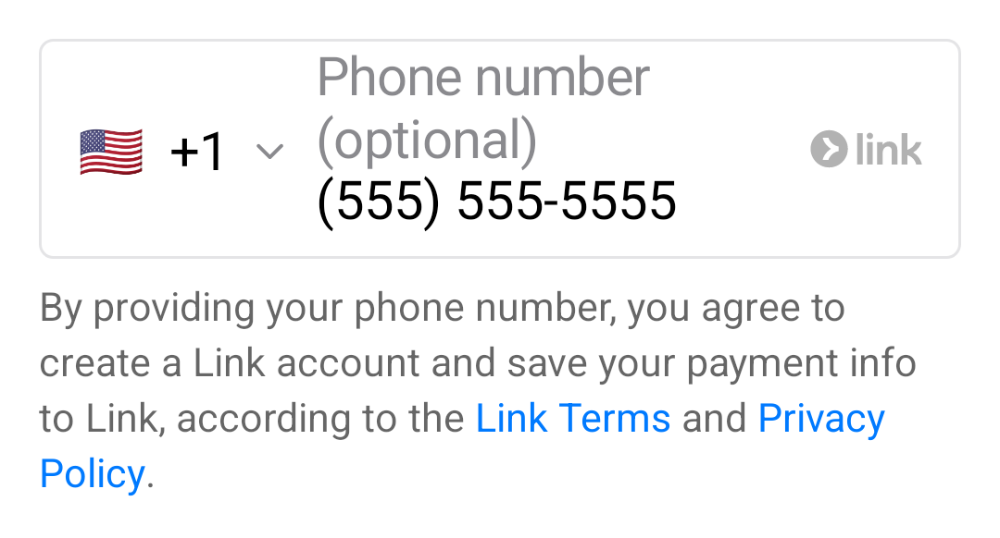 Phone number
(optional)
+1
(555) 555-5555
link
By providing your phone number, you agree to
create a Link account and save your payment info
to Link, according to the Link Terms and Privacy
Policy.